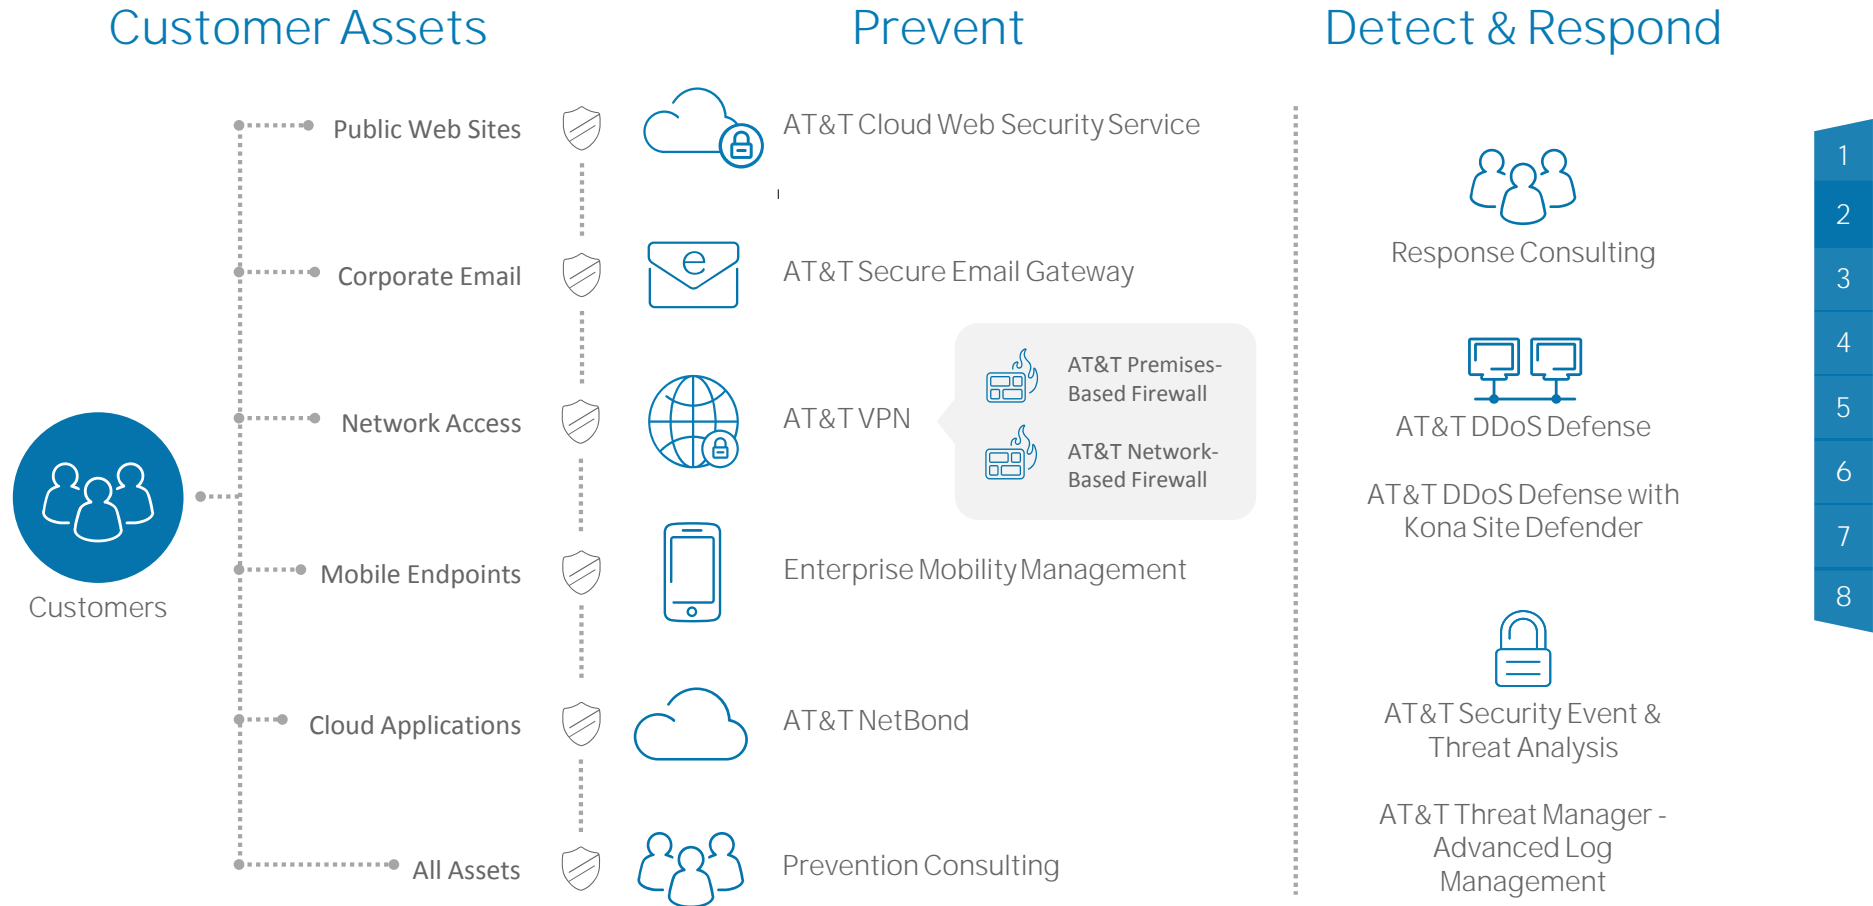 Customer Assets
Prevent
Detect & Respond
Public Web Sites
AT&T Cloud Web Security Service
Corporate Email
e
AT&T Secure Email Gateway
Network Access
AT&T VPN
AT&T Premises-
Based Firewall
AT&T Network-
Based Firewall
Mobile Endpoints
Enterprise Mobility Management
Customers
Cloud Applications
AT&T NetBond
All Assets
Prevention Consulting
Response Consulting
AT&T DDoS Defense
AT&T DDoS Defense with
Kona Site Defender
AT&T Security Event &
Threat Analysis
AT&T Threat Manager -
Advanced Log
Management
1
2
3
4
5
6
7
8